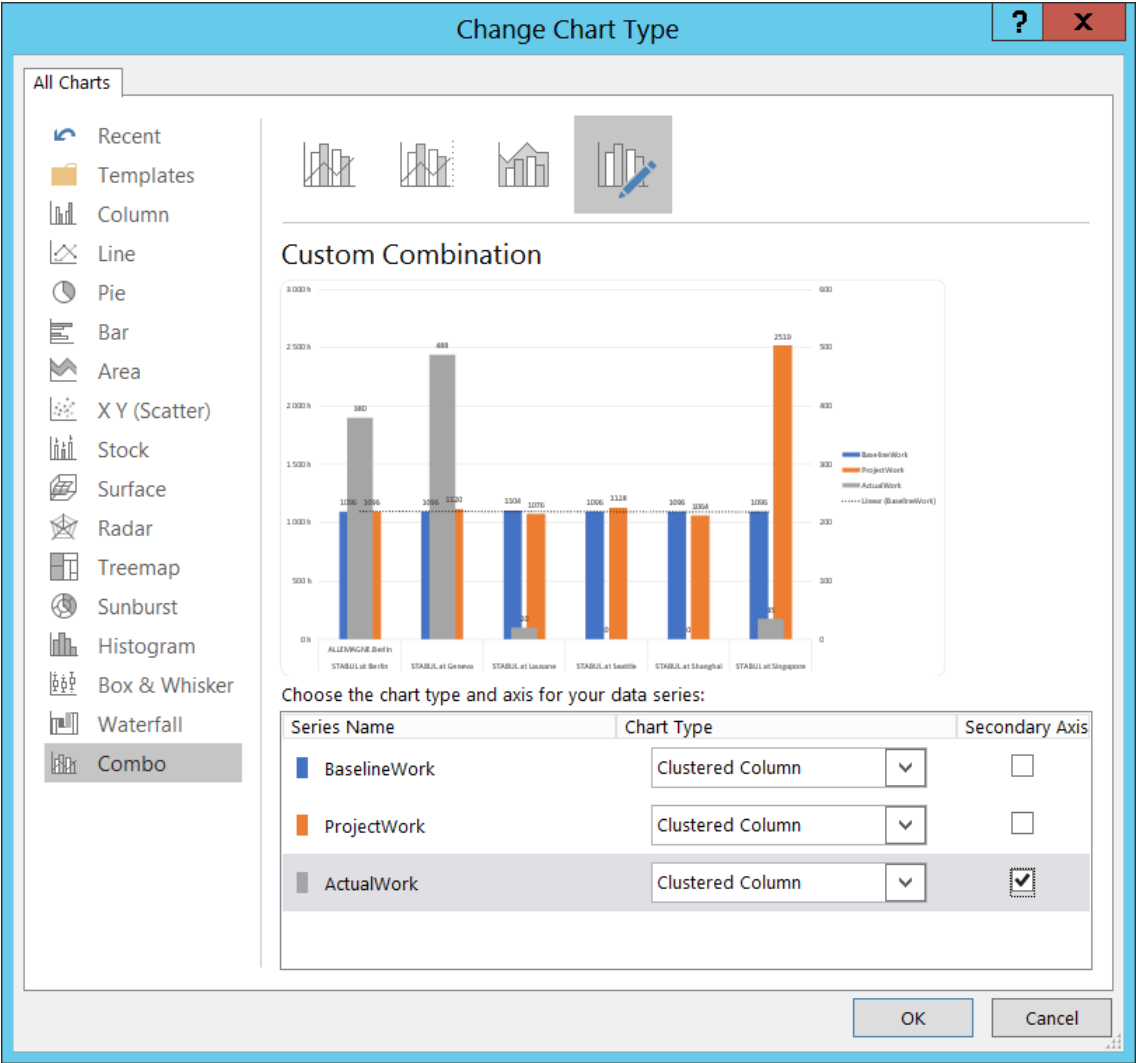 Change Chart Type
?
X
All Charts
Recent
Templates
Column
Line
Pie
Bar
Area
X Y (Scatter)
Stock
Surface
Radar
Treemap
Sunburst
Histogram
Box & Whisker
Waterfall
Combo
Custom Combination
3 000 h
2 500 h
2 000 h
1 500 h
1 000 h
500 h
0 h
600
500
400
300
200
100
0
380
488
2519
1096 1096
1096 1120
1104 1076
1096 1128
1096 1064
1096
0
0
BaselineWork
ProjectWork
ActualWork
Linear (BaselineWork)
ALLEMAGNE.Berlin
STABUL.at Berlin
STABUL.at Geneva
STABUL.at Lausane
STABUL.at Seattle
STABUL.at Shanghai
STABUL.at Singapore
Choose the chart type and axis for your data series:
Series Name Chart Type Secondary Axis
BaselineWork Clustered Column
ProjectWork Clustered Column
ActualWork Clustered Column
OK Cancel